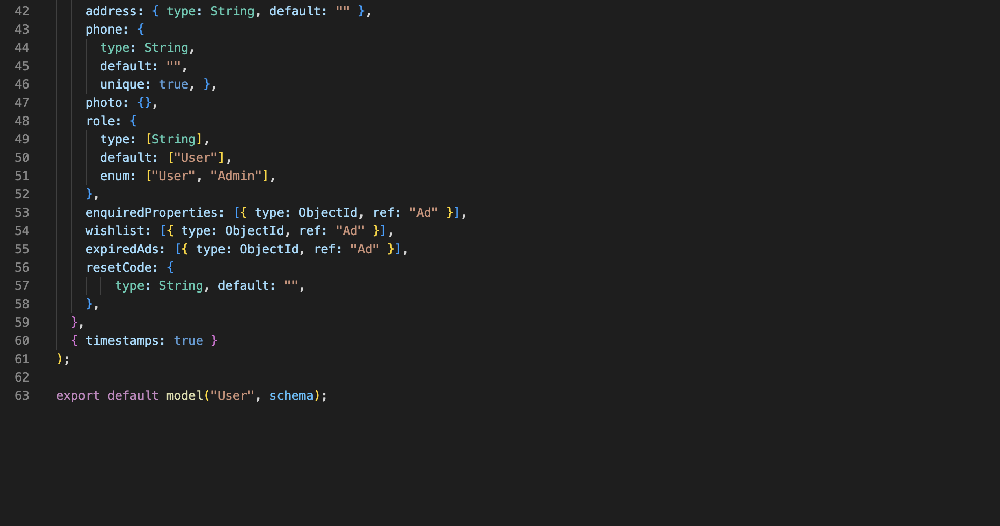 42 address: { type: String, default: "" },
43 phone: {
44 type: String,
45 default: "",
46 unique: true, },
47 photo: {},
48 role: {
49 type: [String],
50 default: ["User"],
51 enum: ["User", "Admin"],
52 },
53 enquiredProperties: [{ type: ObjectId, ref: "Ad" }],
54 wishlist: [{ type: ObjectId, ref: "Ad" }],
55 expiredAds: [{ type: ObjectId, ref: "Ad" }],
56 resetCode: {
57 type: String, default: "",
58 },
59 },
60 { timestamps: true }
61 );
62
63 export default model("User", schema);